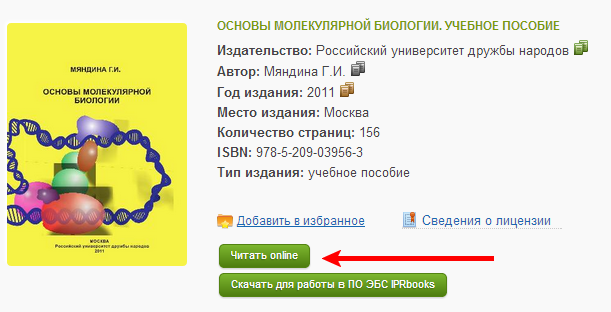 МЯНДИНА Г.И.
ОСНОВЫ МОЛЕКУЛЯРНОЙ
БИОЛОГИИ
МОСКВА
Российский университет дружбы народов
2011
ОСНОВЫ МОЛЕКУЛЯРНОЙ БИОЛОГИИ. УЧЕБНОЕ ПОСОБИЕ
Издательство: Российский университет дружбы народов
Автор: Мяндина Г.И.
Год издания: 2011
Место издания: Москва
Количество страниц: 156
ISBN: 978-5-209-03956-3
Тип издания: учебное пособие
Добавить в избранное
Сведения о лицензии
Читать online
Скачать для работы в ПО ЭБС IPRbooks